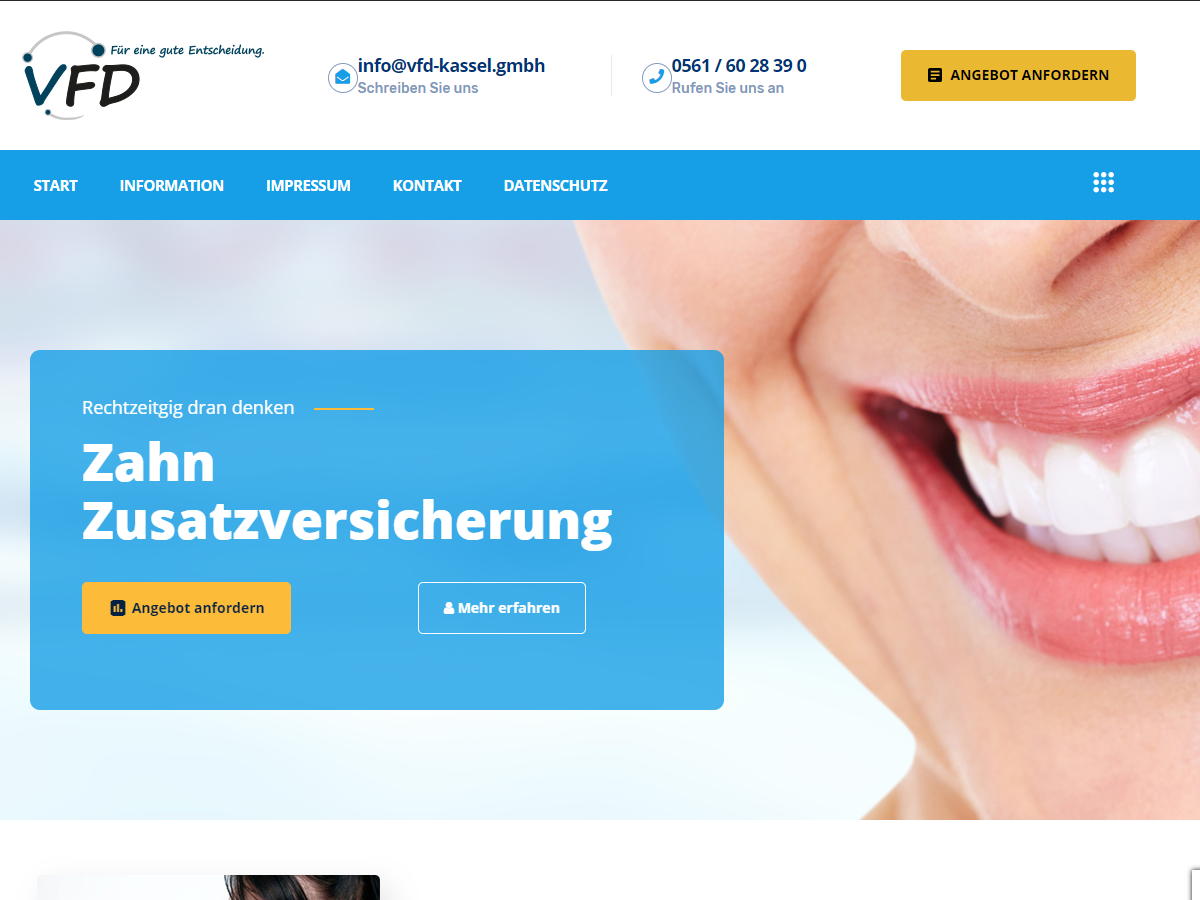 Für eine gute Entscheidung.
VFD
info@vfd-kassel.gmbh
Schreiben Sie uns
0561 / 60 28 39 0
Rufen Sie uns an
ANGEBOT ANFORDERN
START
INFORMATION
IMPRESSUM
KONTAKT
DATENSCHUTZ
Rechtzeitgig dran denken
Zahn
Zusatzversicherung
Angebot anfordern
Mehr erfahren